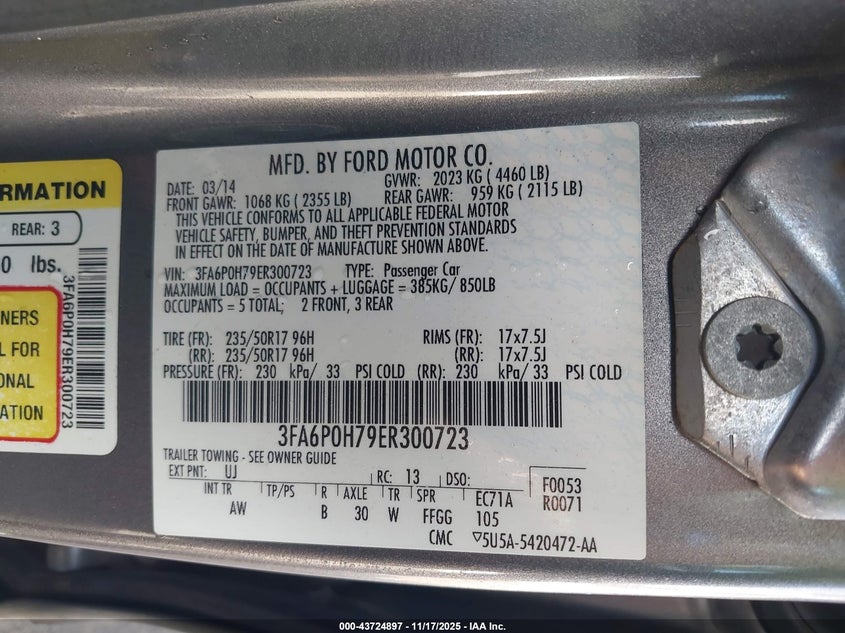 MFD. BY FORD MOTOR CO.
DATE: 03/14 GVWR: 2023 KG ( 4460 LB)
FRONT GAWR: 1068 KG ( 2355 LB) REAR GAWR: 959 KG ( 2115 LB)
THIS VEHICLE CONFORMS TO ALL APPLICABLE FEDERAL MOTOR
VEHICLE SAFETY, BUMPER, AND THEFT PREVENTION STANDARDS
IN EFFECT ON THE DATE OF MANUFACTURE SHOWN ABOVE.
VIN: 3FA6P0H79ER300723 TYPE: Passenger Car
MAXIMUM LOAD = OCCUPANTS + LUGGAGE = 385KG/ 850LB
OCCUPANTS = 5 TOTAL; 2 FRONT, 3 REAR
TIRE (FR): 235/50R17 96H RIMS (FR): 17x7.5J
(RR): 235/50R17 96H (RR): 17x7.5J
PRESSURE (FR): 230 kPa/ 33 PSI COLD (RR): 230 kPa/ 33 PSI COLD
3FA6P0H79ER300723
TRAILER TOWING - SEE OWNER GUIDE
EXT PNT: UJ RC: 13 DSO: F0053
INT TR TP/PS R AXLE TR SPR EC71A R0071
AW B 30 W FFGG 105
CMC ▽5U5A-5420472-AA
REAR: 3
0 lbs.
3FA6P0H79ER300723
000-43724897 - 11/17/2025 - IAA Inc.